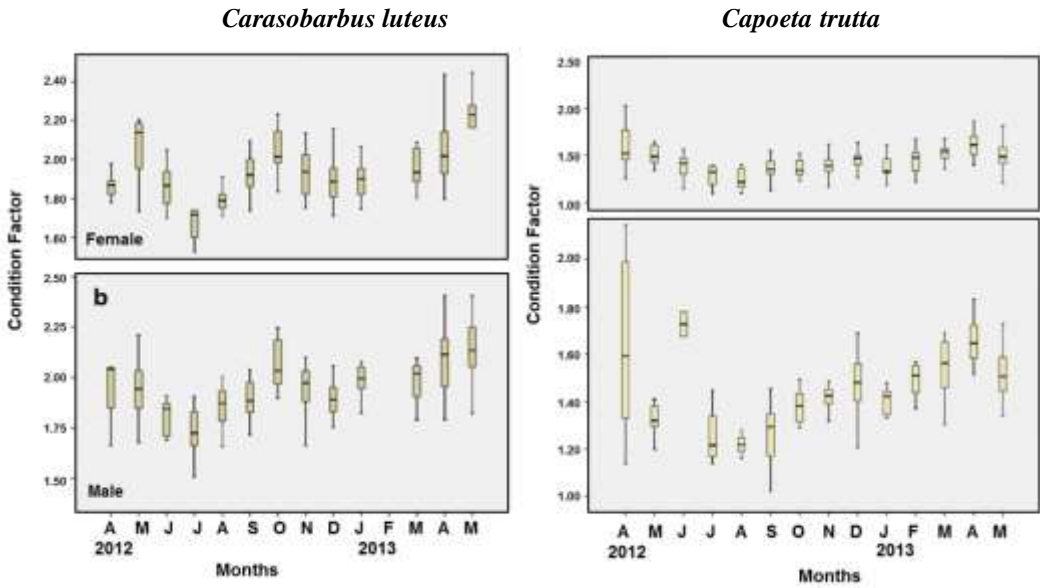 Carasobarbus luteus
Capoeta trutta
2.40
2.20
2.00
1.80
1.60
Female
2.50
2.25
2.00
1.75
1.50
b
Male
Condition Factor
A M J J A S O N D J F M A M
2012 2013
Months
2.50
2.00
1.50
1.00
2.00
1.80
1.60
1.40
1.20
1.00
Condition Factor
A M J J A S O N D J F M A M
2012 2013
Months